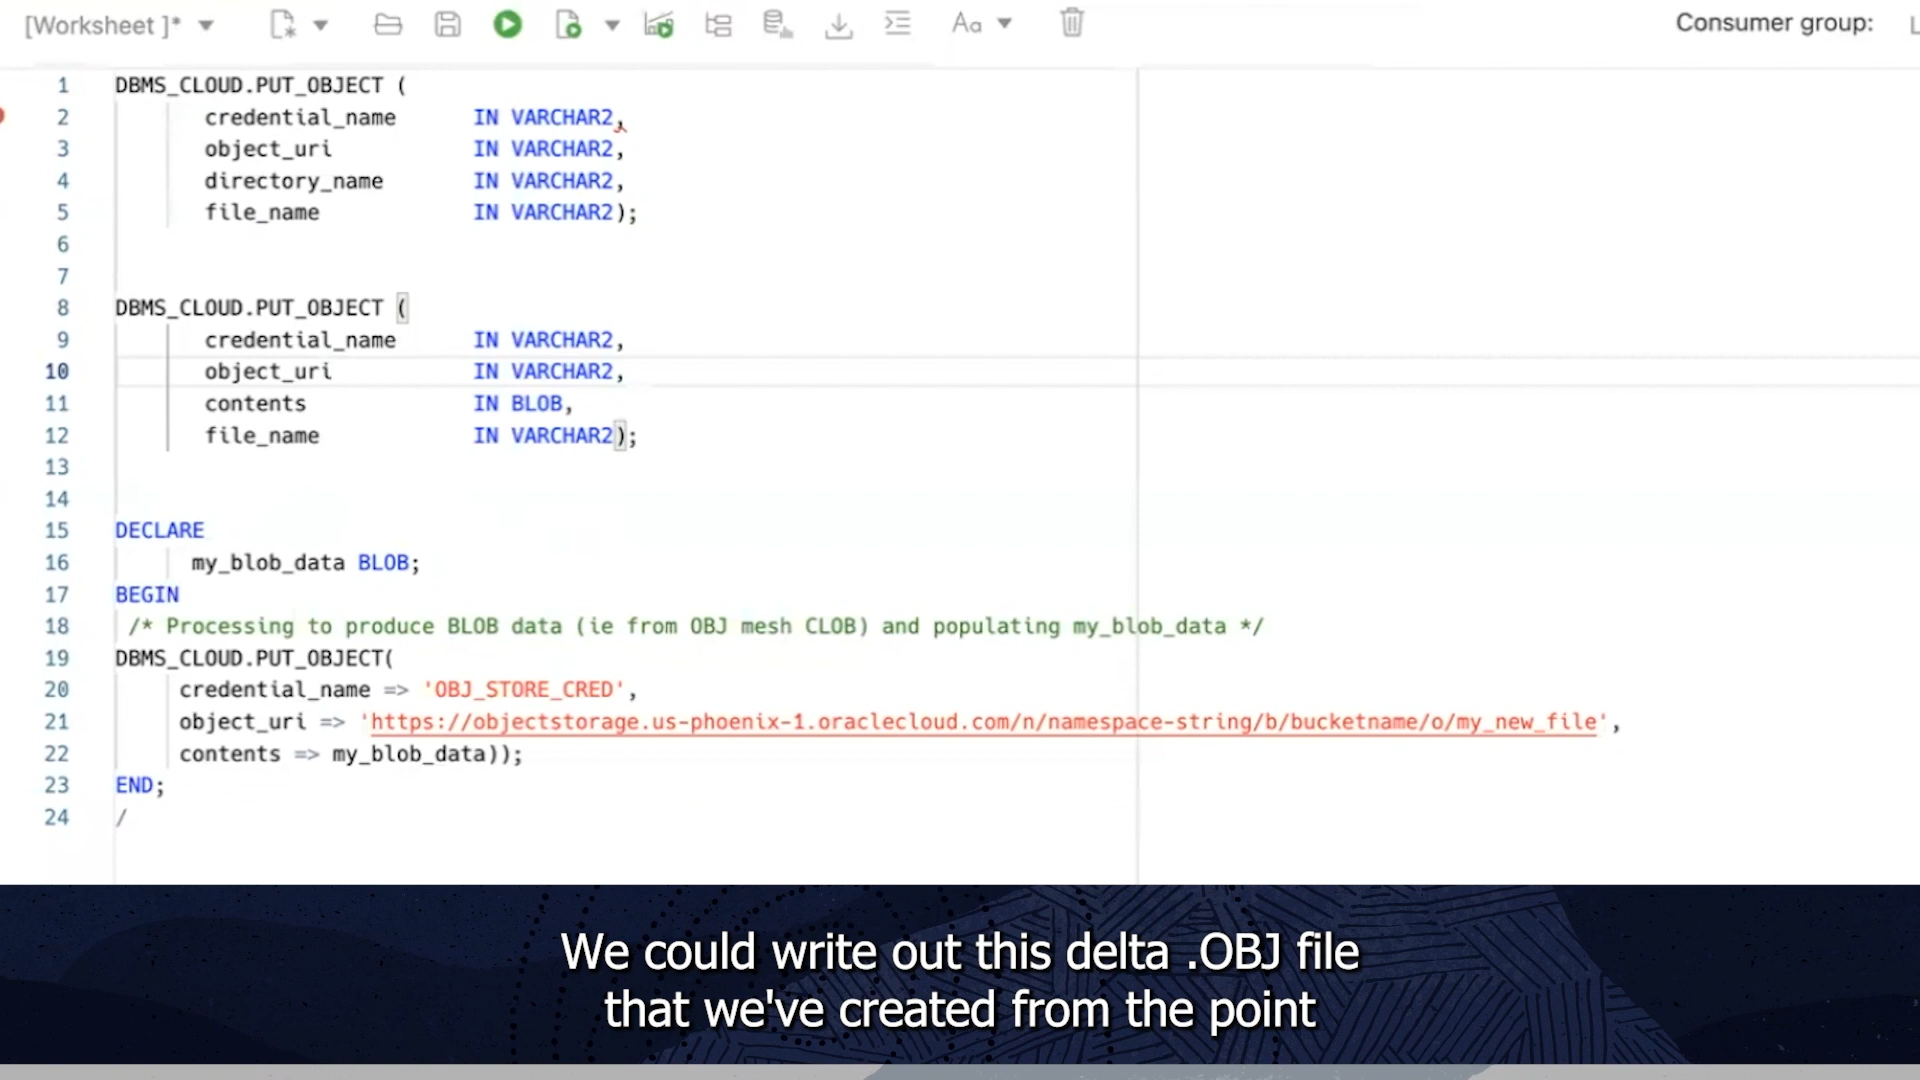 [Worksheet ]*
Aa
Consumer group:
1 DBMS_CLOUD.PUT_OBJECT (
2 credential_name IN VARCHAR2,
3 object_uri IN VARCHAR2,
4 directory_name IN VARCHAR2,
5 file_name IN VARCHAR2);
6
7
8 DBMS_CLOUD.PUT_OBJECT (
9 credential_name IN VARCHAR2,
10 object_uri IN VARCHAR2,
11 contents IN BLOB,
12 file_name IN VARCHAR2);
13
14
15 DECLARE
16 my_blob_data BLOB;
17 BEGIN
18 /* Processing to produce BLOB data (ie from OBJ mesh CLOB) and populating my_blob_data */
19 DBMS_CLOUD.PUT_OBJECT(
20 credential_name => 'OBJ_STORE_CRED',
21 object_uri => 'https://objectstorage.us-phoenix-1.oraclecloud.com/n/namespace-string/b/bucketname/o/my_new_file',
22 contents => my_blob_data));
23 END;
24 /
We could write out this delta .OBJ file
that we've created from the point